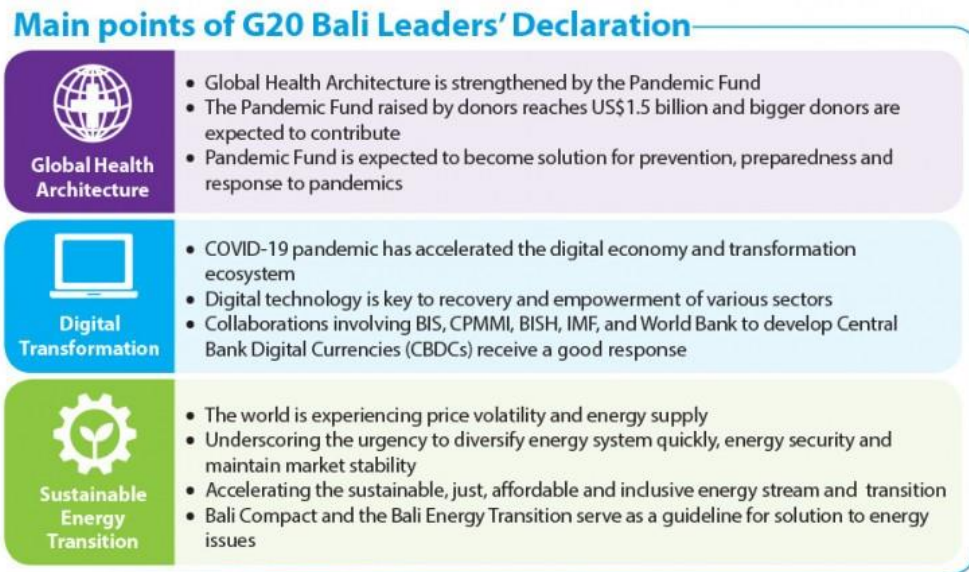 Main points of G20 Bali Leaders' Declaration
Global Health
Architecture
• Global Health Architecture is strengthened by the Pandemic Fund
• The Pandemic Fund raised by donors reaches US$1.5 billion and bigger donors are
expected to contribute
• Pandemic Fund is expected to become solution for prevention, preparedness and
response to pandemics
Digital
Transformation
• COVID-19 pandemic has accelerated the digital economy and transformation
ecosystem
• Digital technology is key to recovery and empowerment of various sectors
• Collaborations involving BIS, CPMMI, BISH, IMF, and World Bank to develop Central
Bank Digital Currencies (CBDCs) receive a good response
Sustainable
Energy
Transition
• The world is experiencing price volatility and energy supply
• Underscoring the urgency to diversify energy system quickly, energy security and
maintain market stability
• Accelerating the sustainable, just, affordable and inclusive energy stream and transition
• Bali Compact and the Bali Energy Transition serve as a guideline for solution to energy
issues